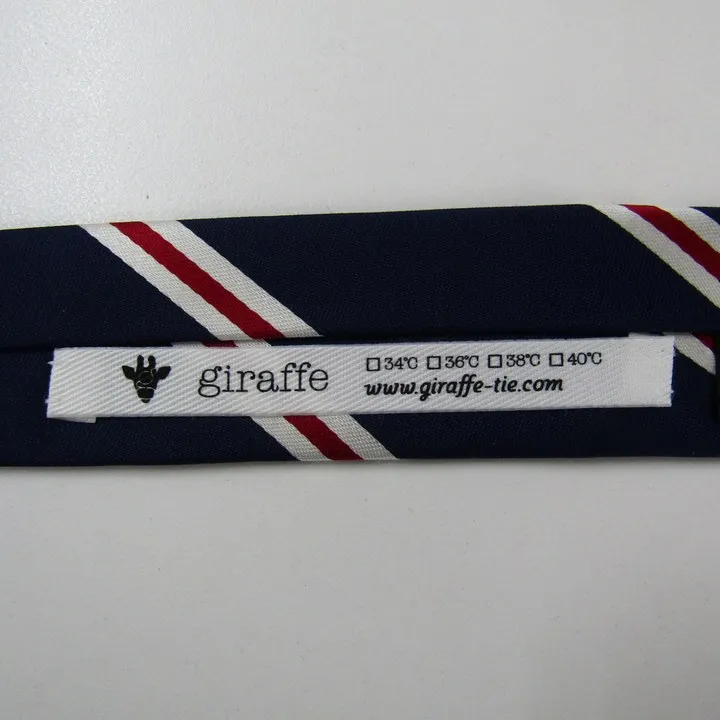 giraffe
☐ 34℃ ☐ 36℃ ☐ 38℃ ☐ 40℃
www.giraffe-tie.com